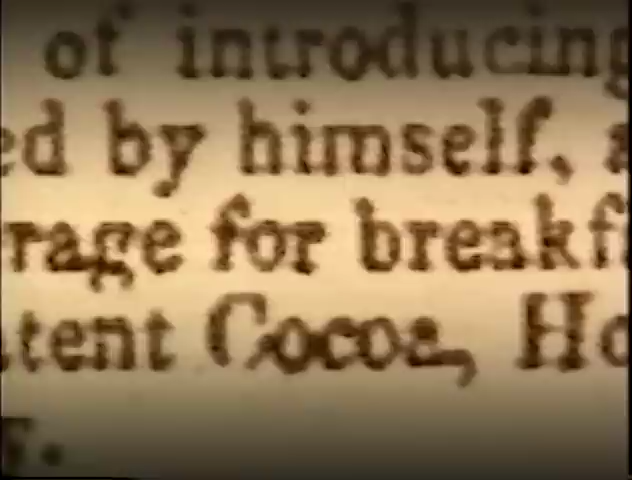 of introducing
ed by himself, a
rage for breakf
tent Cocoa, Ho
r.